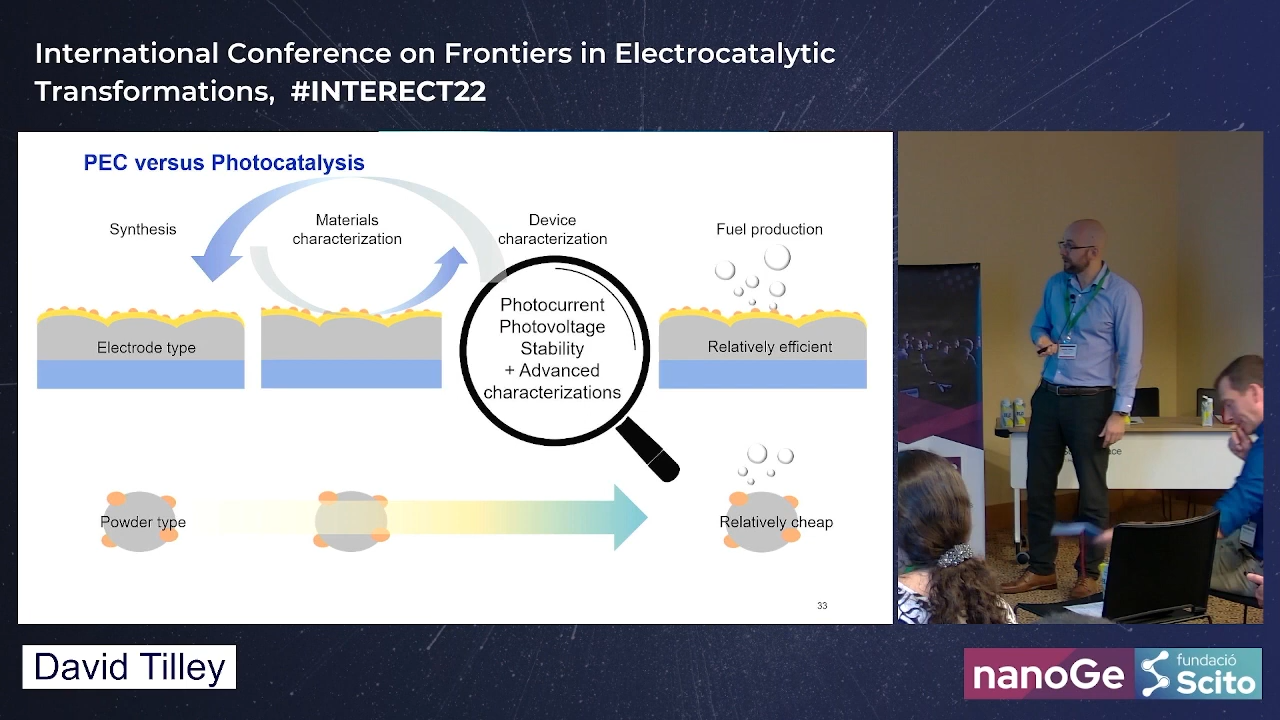 International Conference on Frontiers in Electrocatalytic
Transformations, #INTERECT22
PEC versus Photocatalysis
Synthesis
Materials
characterization
Device
characterization
Fuel production
Photocurrent
Photovoltage
Stability
+ Advanced
characterizations
Electrode type
Relatively efficient
Powder type
Relatively cheap
33
David Tilley
nanoGe
fundació
Scito